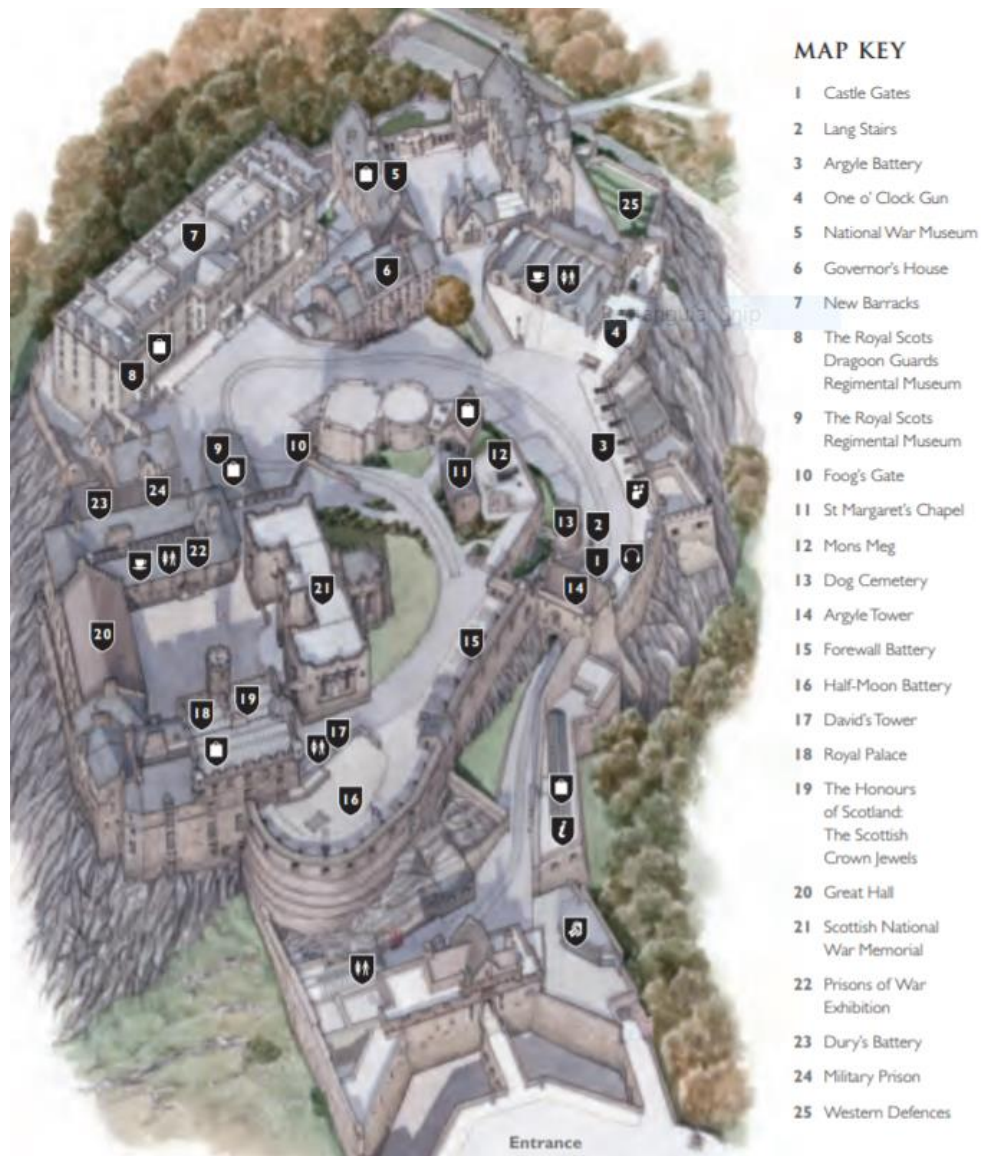 MAP KEY
1 Castle Gates
2 Lang Stairs
3 Argyle Battery
4 One o' Clock Gun
5 National War Museum
6 Governor's House
7 New Barracks
8 The Royal Scots
Dragoon Guards
Regimental Museum
9 The Royal Scots
Regimental Museum
10 Foog's Gate
11 St Margaret's Chapel
12 Mons Meg
13 Dog Cemetery
14 Argyle Tower
15 Forewall Battery
16 Half-Moon Battery
17 David's Tower
18 Royal Palace
19 The Honours
of Scotland:
The Scottish
Crown Jewels
20 Great Hall
21 Scottish National
War Memorial
22 Prisons of War
Exhibition
23 Dury's Battery
24 Military Prison
25 Western Defences
5
25
7
6
4
8
9
10
3
12
11
24
23
13
2
22
1
14
21
20
15
19
18
17
16
i
Entrance